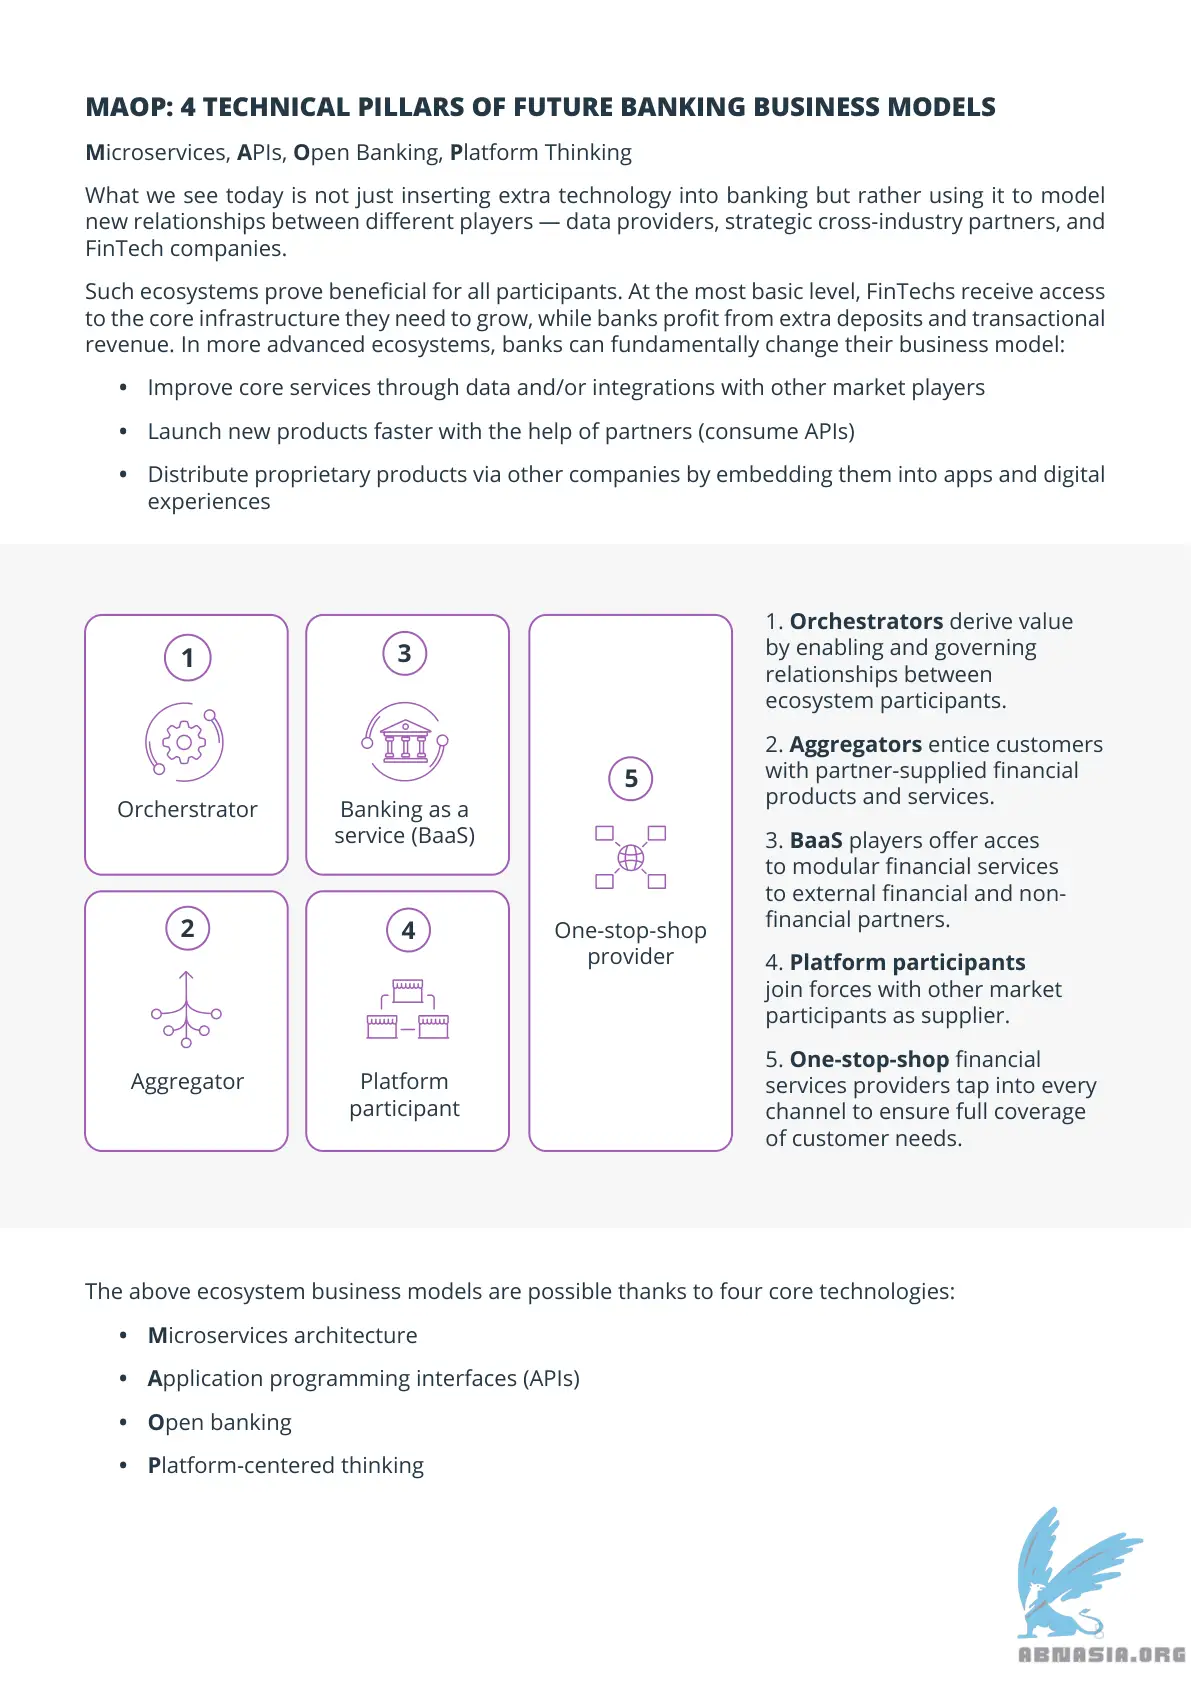 MAOP: 4 TECHNICAL PILLARS OF FUTURE BANKING BUSINESS MODELS
Microservices, APIs, Open Banking, Platform Thinking
What we see today is not just inserting extra technology into banking but rather using it to model
new relationships between different players — data providers, strategic cross-industry partners, and
FinTech companies.
Such ecosystems prove beneficial for all participants. At the most basic level, FinTechs receive access
to the core infrastructure they need to grow, while banks profit from extra deposits and transactional
revenue. In more advanced ecosystems, banks can fundamentally change their business model:
• Improve core services through data and/or integrations with other market players
• Launch new products faster with the help of partners (consume APIs)
• Distribute proprietary products via other companies by embedding them into apps and digital
experiences
1
Orcherstrator
3
Banking as a
service (BaaS)
2
Aggregator
4
Platform
participant
5
One-stop-shop
provider
1. Orchestrators derive value
by enabling and governing
relationships between
ecosystem participants.
2. Aggregators entice customers
with partner-supplied financial
products and services.
3. BaaS players offer acces
to modular financial services
to external financial and non-
financial partners.
4. Platform participants
join forces with other market
participants as supplier.
5. One-stop-shop financial
services providers tap into every
channel to ensure full coverage
of customer needs.
The above ecosystem business models are possible thanks to four core technologies:
• Microservices architecture
• Application programming interfaces (APIs)
• Open banking
• Platform-centered thinking
ABNASIA.ORG